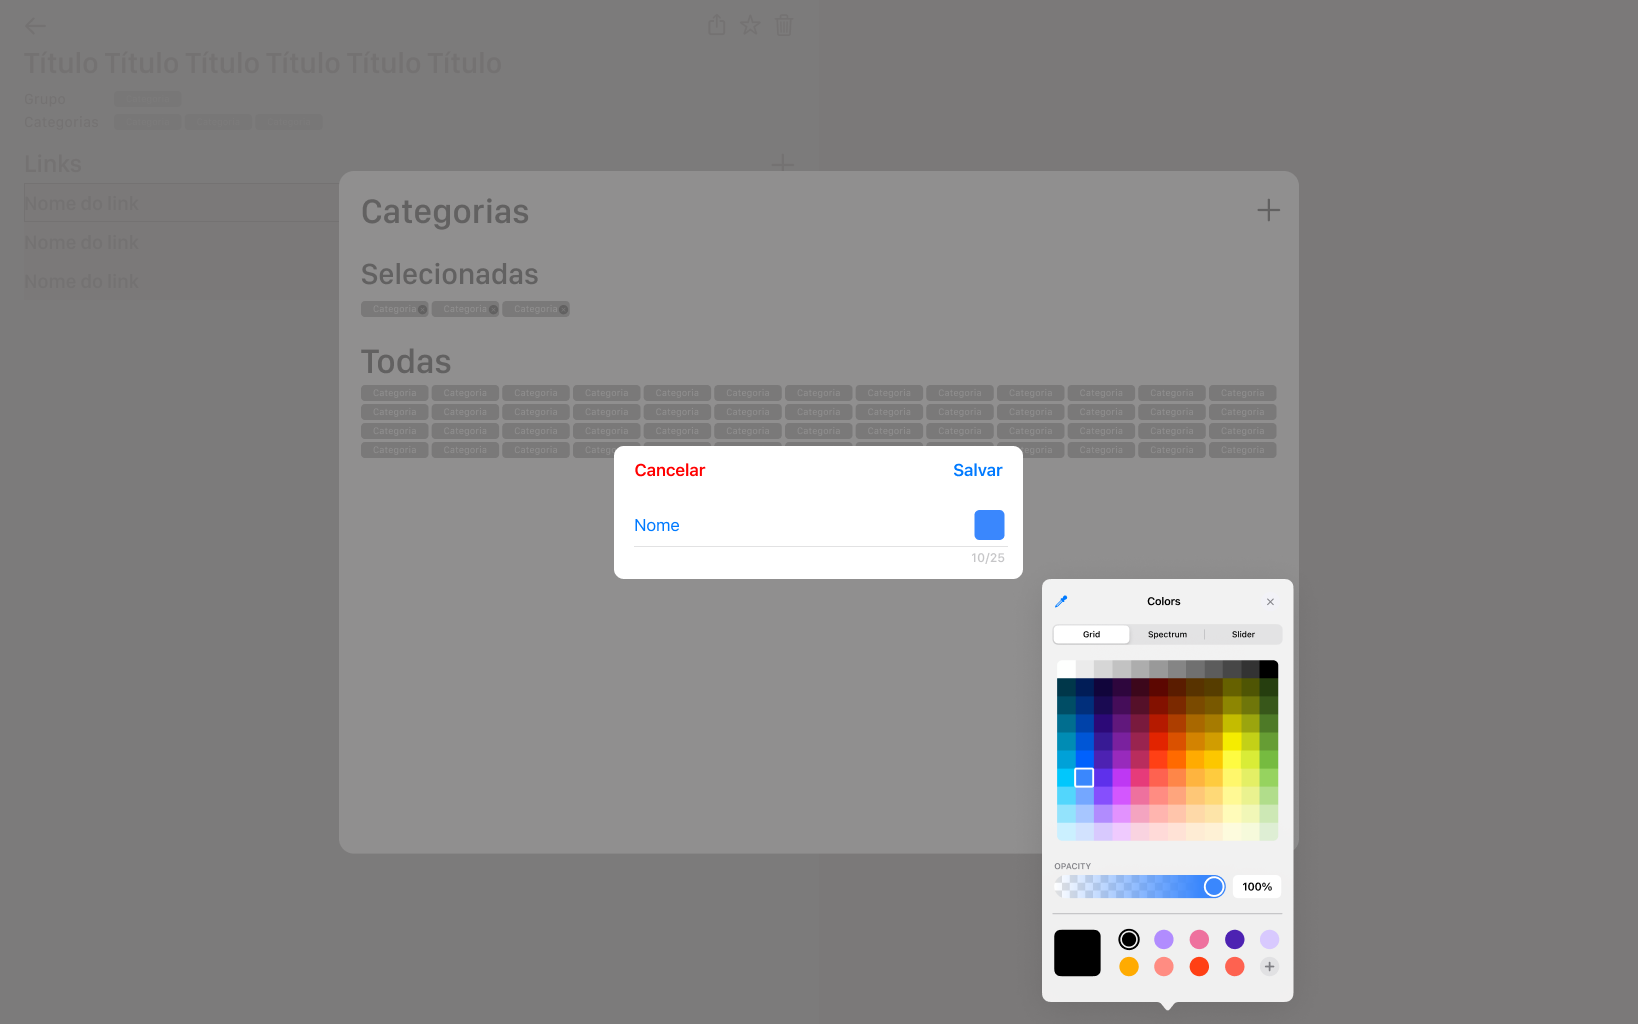 Título Título Título Título Título Título
Grupo
Categorias
Links
Nome do link
Nome do link
Nome do link
Categorias
Selecionadas
Categoria Categoria Categoria
Todas
Categoria Categoria Categoria Categoria Categoria Categoria Categoria Categoria Categoria Categoria Categoria Categoria Categoria
Categoria Categoria Categoria Categoria Categoria Categoria Categoria Categoria Categoria Categoria Categoria Categoria Categoria
Categoria Categoria Categoria Categoria Categoria Categoria Categoria Categoria Categoria Categoria Categoria Categoria Categoria
Categoria Categoria Categoria Categoria Categoria Categoria
Cancelar Salvar
Nome
10/25
Colors
Grid Spectrum Slider
OPACITY
100%